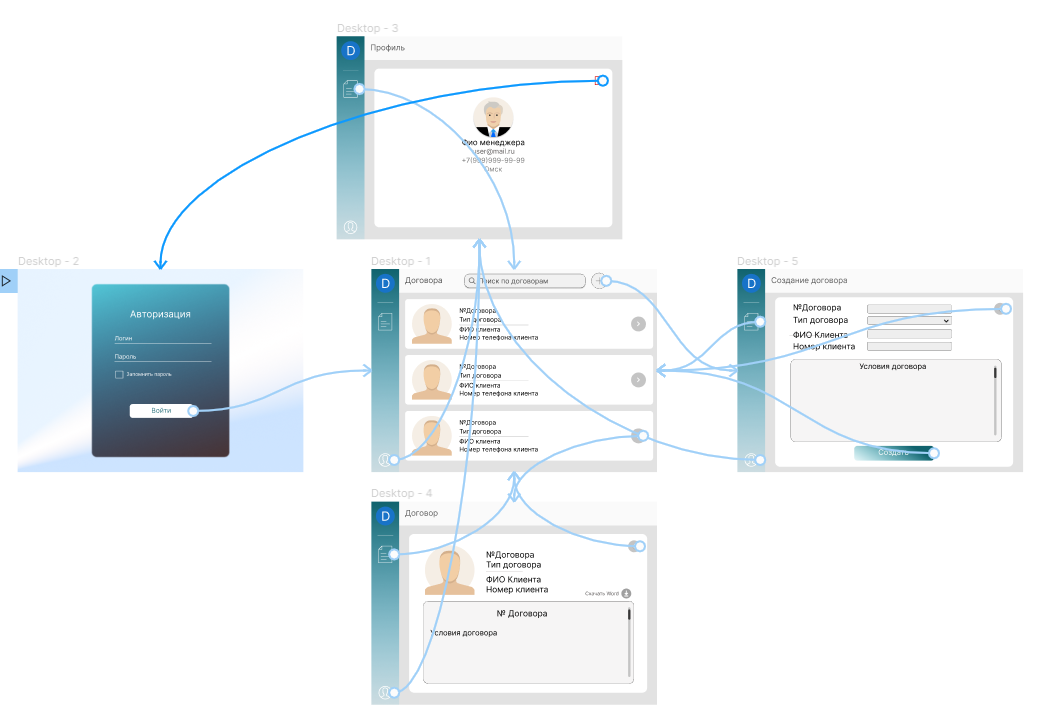 Desktop - 3
D
Профиль
Фио менеджера
user@mail.ru
+7(999)999-99-99
Омск
Desktop - 2
Авторизация
Логин
Пароль
Запомнить пароль
Войти
Desktop - 1
D
Договора
Поиск по договорам
+
№Договора
Тип договора
ФИО клиента
Номер телефона клиента
№Договора
Тип договора
ФИО клиента
Номер телефона клиента
№Договора
Тип договора
ФИО клиента
Номер телефона клиента
Desktop - 5
D
Создание договора
№Договора
Тип договора
ФИО Клиента
Номер клиента
Условия договора
Создать
Desktop - 4
D
Договор
№Договора
Тип договора
ФИО Клиента
Номер клиента
Скачать Word
№ Договора
Условия договора